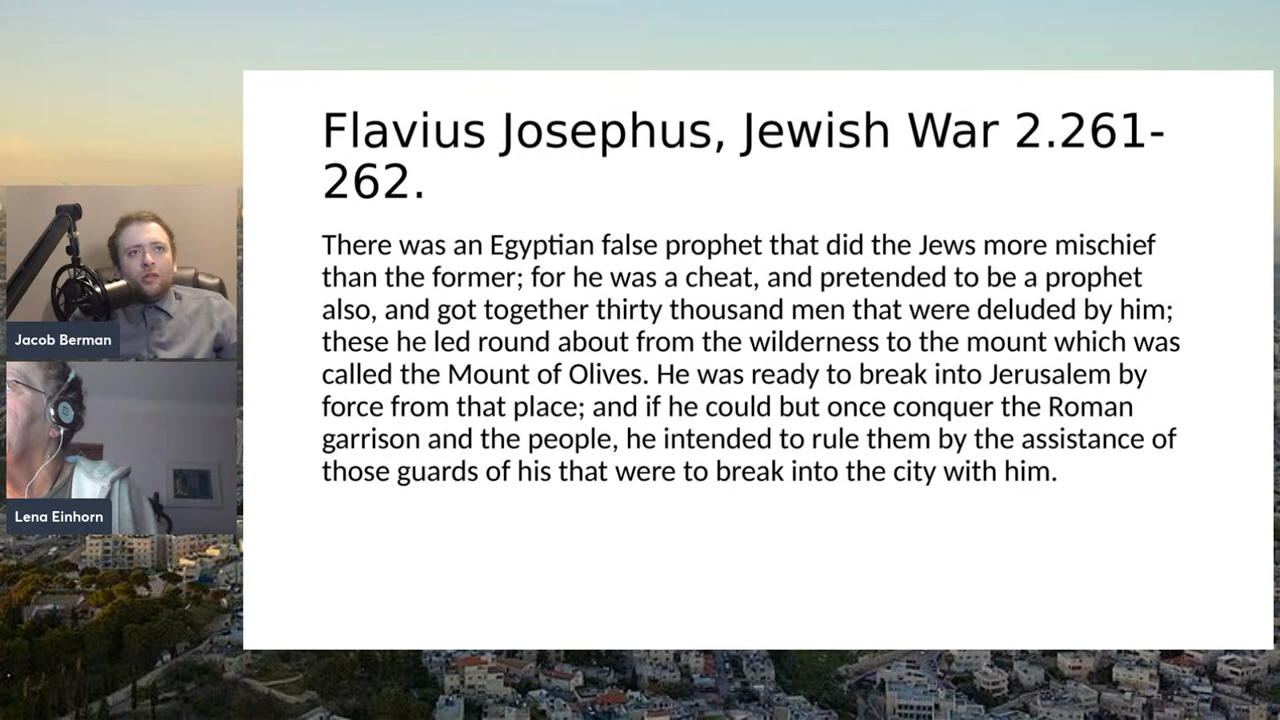 Flavius Josephus, Jewish War 2.261-
262.
There was an Egyptian false prophet that did the Jews more mischief
than the former; for he was a cheat, and pretended to be a prophet
also, and got together thirty thousand men that were deluded by him;
these he led round about from the wilderness to the mount which was
called the Mount of Olives. He was ready to break into Jerusalem by
force from that place; and if he could but once conquer the Roman
garrison and the people, he intended to rule them by the assistance of
those guards of his that were to break into the city with him.
Jacob Berman
Lena Einhorn